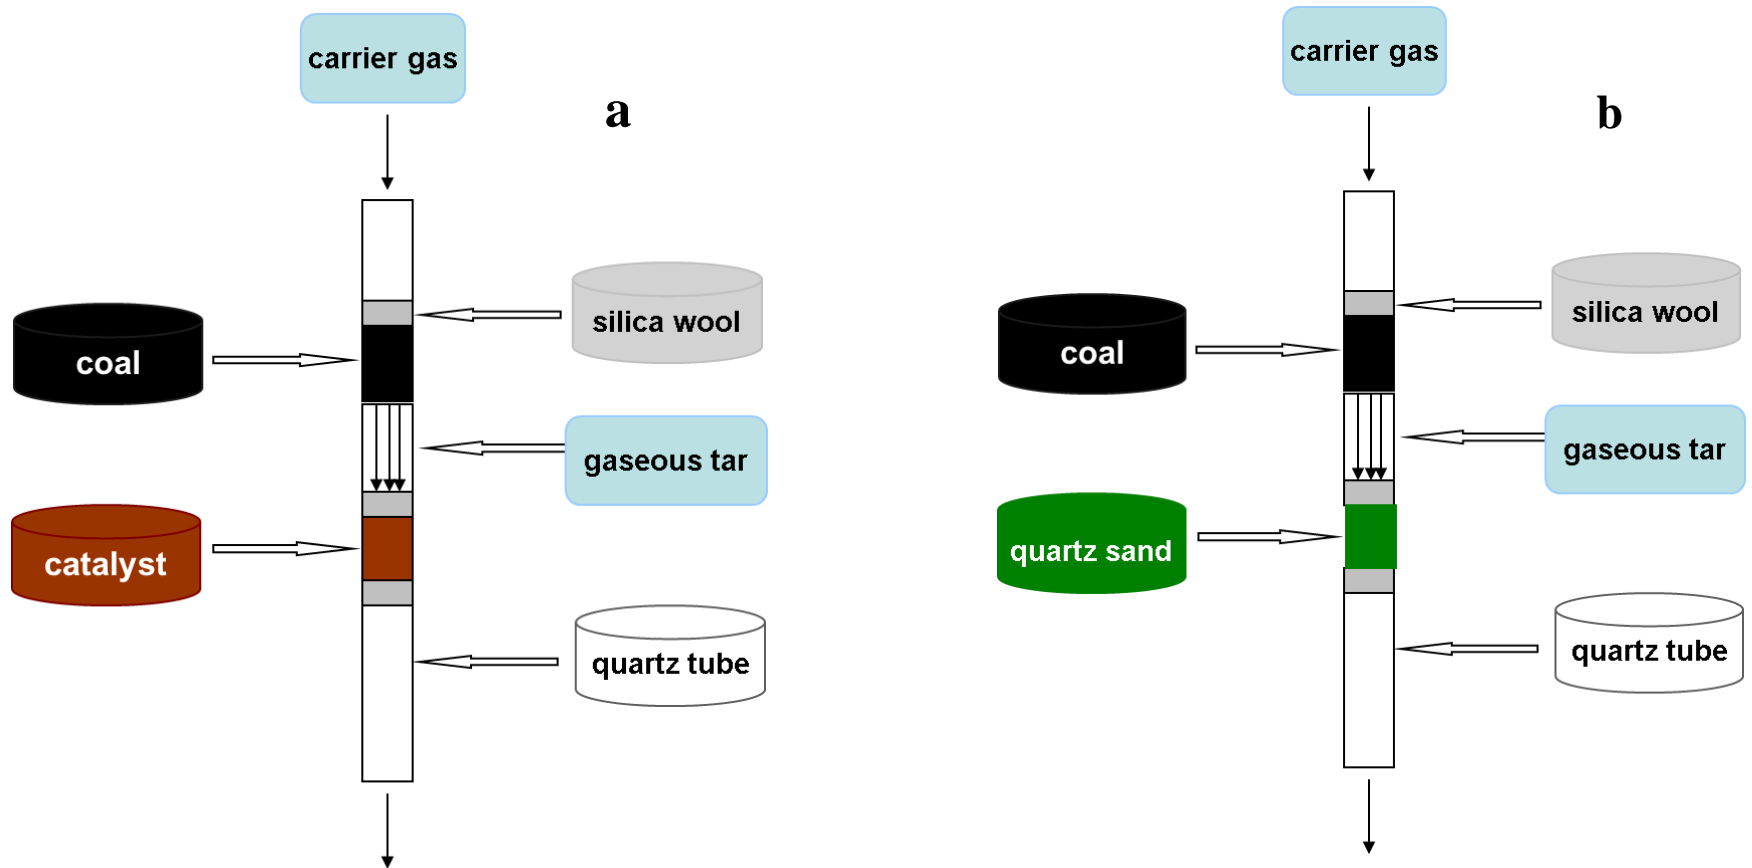 carrier gas
a
silica wool
coal
gaseous tar
catalyst
quartz tube
carrier gas
b
silica wool
coal
gaseous tar
quartz sand
quartz tube